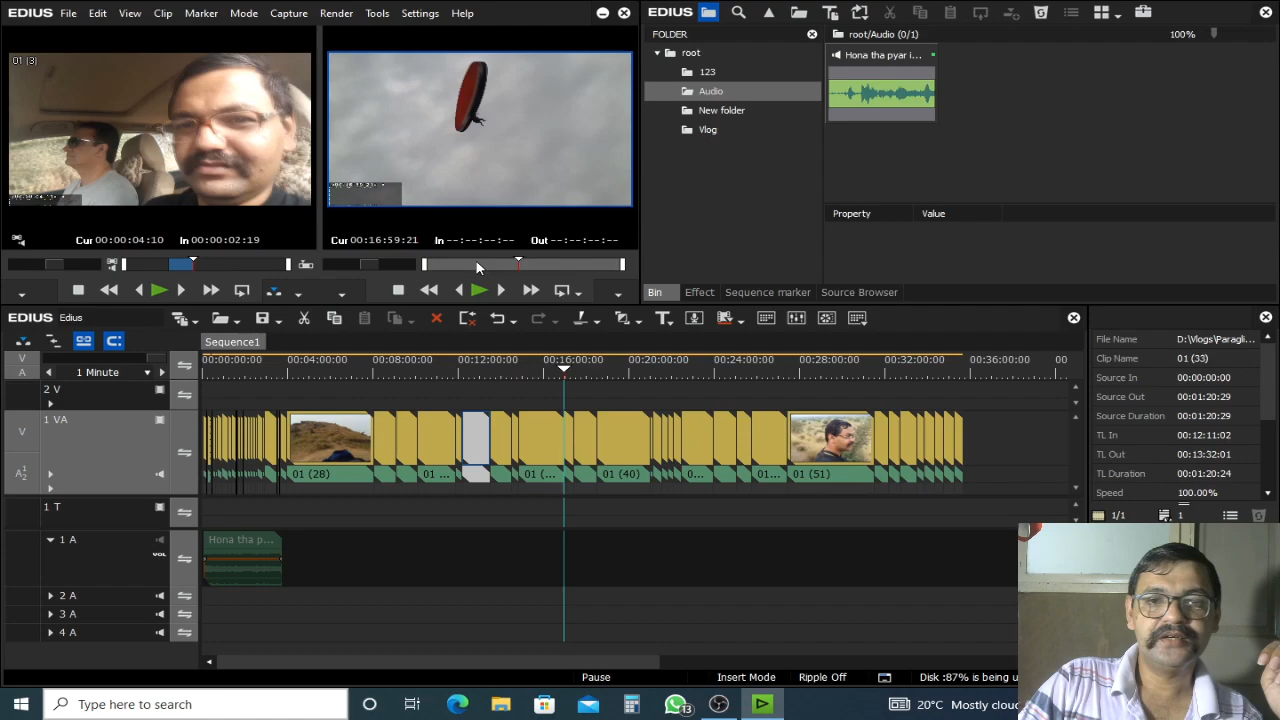 File Edit View Clip Marker Mode Capture Render Tools Settings Help
01 (3)
Cur 00:00:04:10 In 00:00:02:19
Cur 00:16:59:21 In --:--:--:-- Out --:--:--:--
EDIUS
FOLDER
root
123
Audio
New folder
Vlog
root/Audio (0/1)
100%
Hona tha pyar i...
Property Value
Bin Effect Sequence marker Source Browser
EDIUS Edius
Sequence1
V
A
1 Minute
00:00:00:00 00:04:00:00 00:08:00:00 00:12:00:00 00:16:00:00 00:20:00:00 00:24:00:00 00:28:00:00 00:32:00:00 00:36:00:00 00
2 V
1 VA
V
A 1 2
01 (28) 01 ... 01 (... 01 (40) 0... 01... 01 (51)
1 T
1 A
VOL
Hona tha p...
2 A
3 A
4 A
File Name D:\Vlogs\Paragli...
Clip Name 01 (33)
Source In 00:00:00:00
Source Out 00:01:20:29
Source Duration 00:01:20:29
TL In 00:12:11:02
TL Out 00:13:32:01
TL Duration 00:01:20:24
Speed 100.00%
1/1 1
Pause Insert Mode Ripple Off Disk :87% is being u
Type here to search
13
20°C Mostly clou